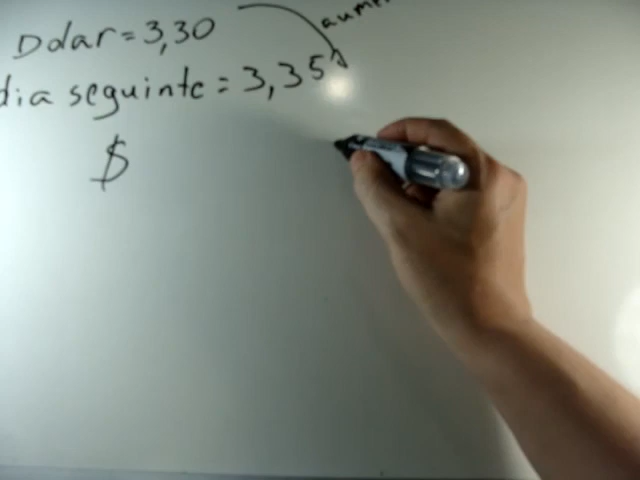 Dolar = 3,30
dia seguinte = 3,35
$